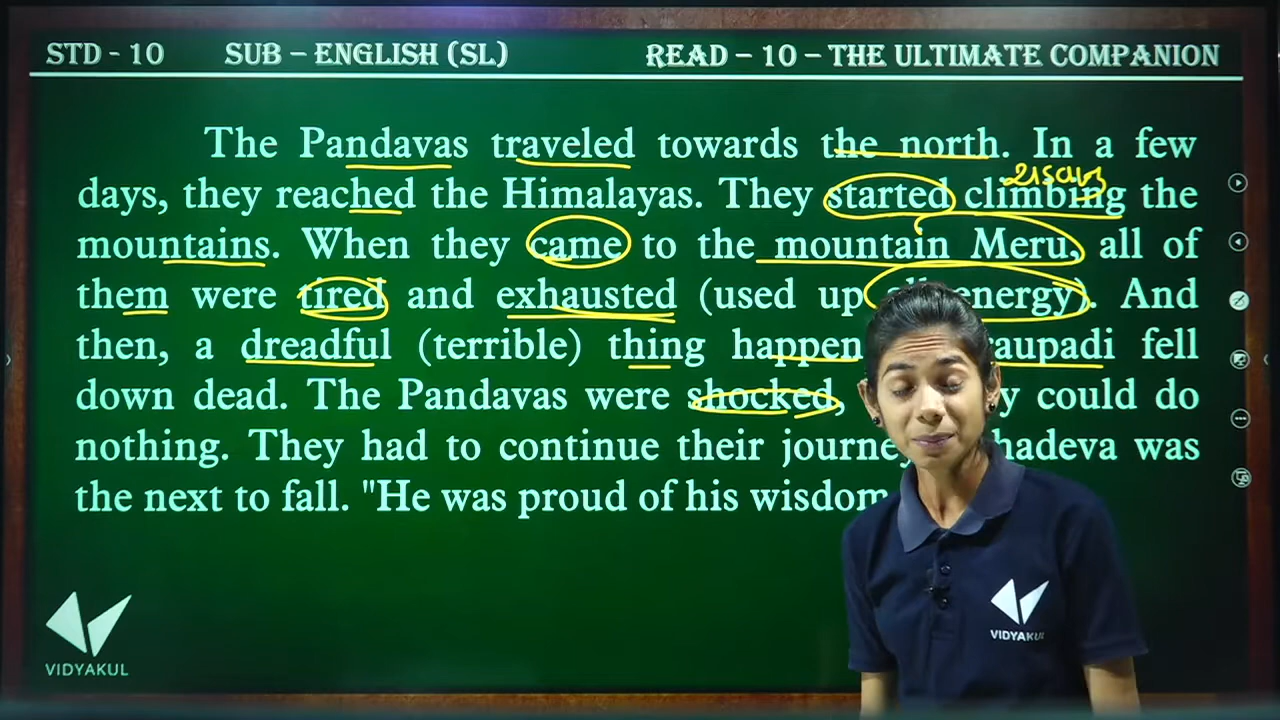 STD - 10 SUB – ENGLISH (SL) READ – 10 – THE ULTIMATE COMPANION
The Pandavas traveled towards the north. In a few
days, they reached the Himalayas. They started climbing the
mountains. When they came to the mountain Meru, all of
them were tired and exhausted (used up all energy). And
then, a dreadful (terrible) thing happen raupadi fell
down dead. The Pandavas were shocked, y could do
nothing. They had to continue their journey hadeva was
the next to fall. "He was proud of his wisdom
VIDYAKUL
VIDYAKUL